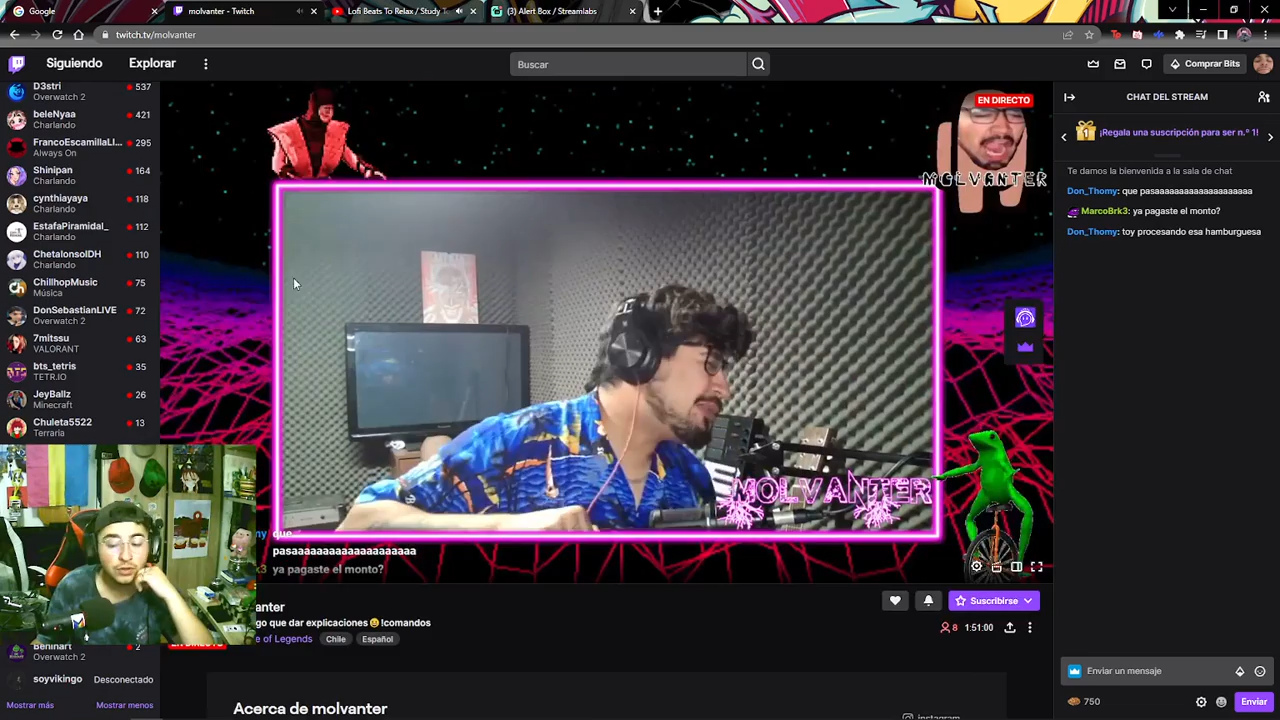 Google
molvanter - Twitch
Lofi Beats To Relax / Study T
(3) Alert Box / Streamlabs
twitch.tv/molvanter
Siguiendo
Explorar
Buscar
Comprar Bits
D3stri
537
Overwatch 2
beleNyaa
421
Charlando
FrancoEscamillaLI...
295
Always On
Shinipan
164
Charlando
cynthiayaya
118
Charlando
EstafaPiramidal_
112
Charlando
ChetalonsoIDH
110
Charlando
ChillhopMusic
75
Música
DonSebastianLIVE
72
Overwatch 2
7mitssu
63
VALORANT
bts_tetris
35
TETR.IO
JeyBallz
26
Minecraft
Chuleta5522
13
Terraria
Beninart
2
Overwatch 2
soyvikingo
Desconectado
Mostrar más
Mostrar menos
EN DIRECTO
MOLVANTER
MOLVANTER
my que
pasaaaaaaaaaaaaaaaaaaaa
k3 ya pagaste el monto?
anter
go que dar explicaciones !comandos
e of Legends
Chile
Español
EN DIRECTO
Suscribirse
8
1:51:00
Acerca de molvanter
instagram
CHAT DEL STREAM
1
¡Regala una suscripción para ser n.º 1!
Te damos la bienvenida a la sala de chat
Don_Thomy: que pasaaaaaaaaaaaaaaaaaaaa
MarcoBrk3: ya pagaste el monto?
Don_Thomy: toy procesando esa hamburguesa
Enviar un mensaje
750
Enviar